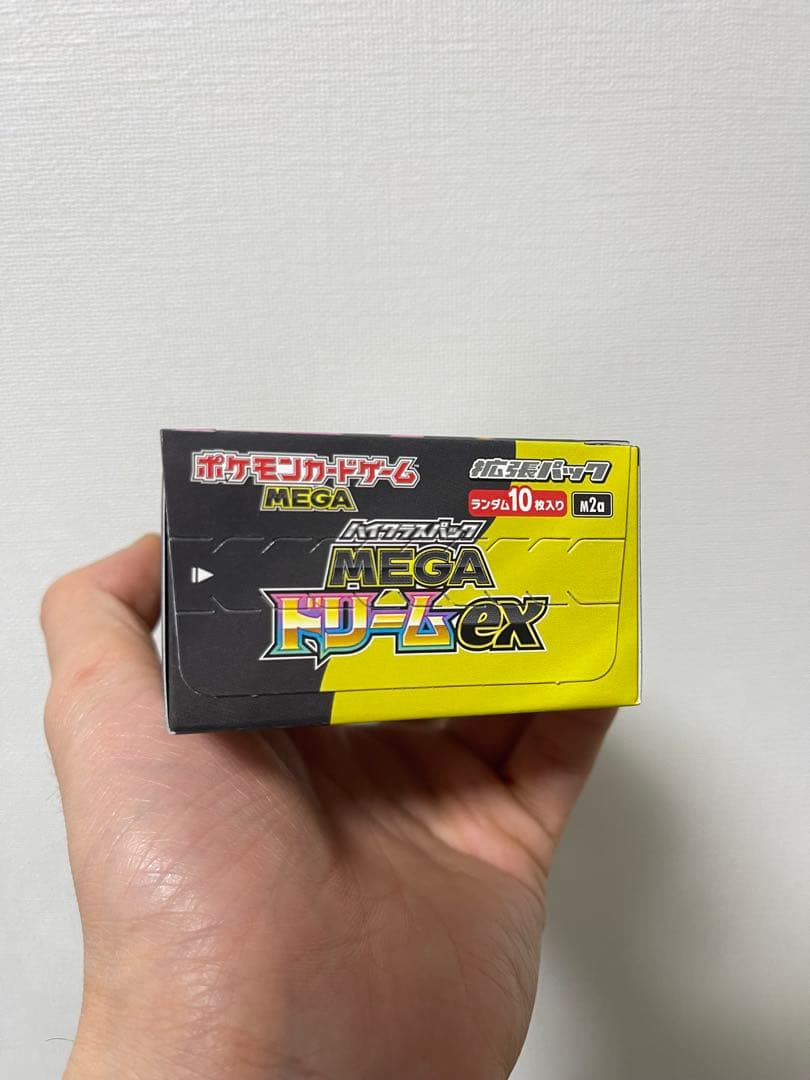 ポケモンカードゲーム
MEGA
拡張パック
ランダム10枚入り M2a
ハイクラスパック
MEGA
ドリームex